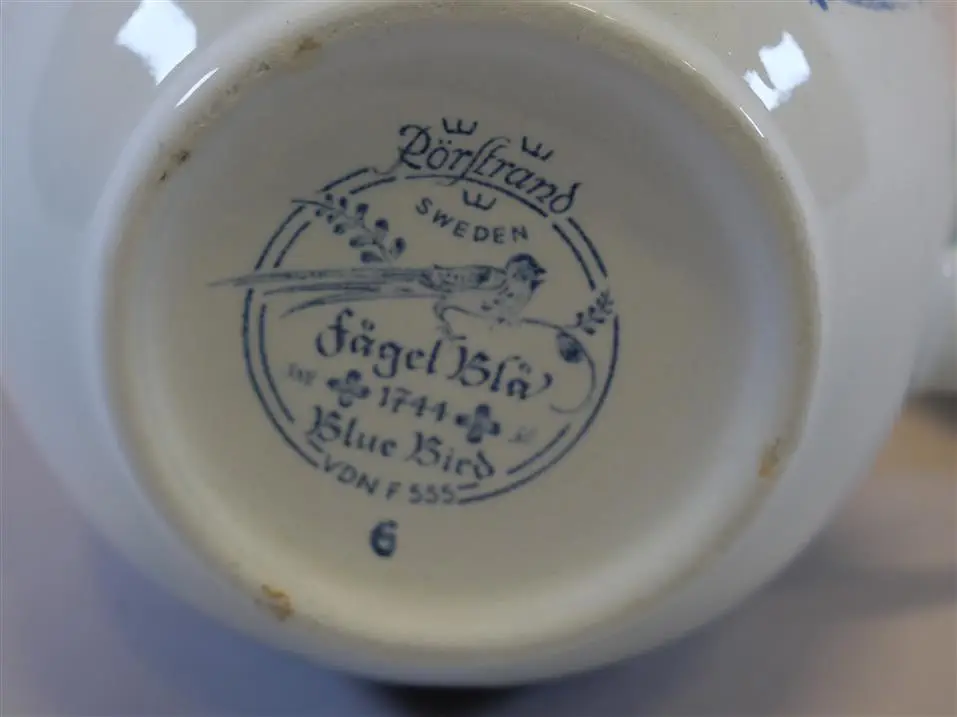 Rörstrand
SWEDEN
Fågel Blå
1744
Blue Bird
VDN F 555
6